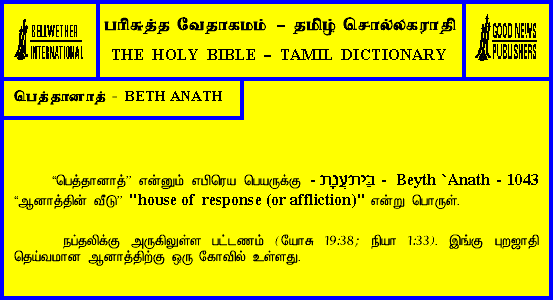 BELLWETHER
INTERNATIONAL
பரிசுத்த வேதாகமம் – தமிழ் சொல்லகராதி
THE HOLY BIBLE – TAMIL DICTIONARY
GOOD NEWS
PUBLISHERS
பெத்தானாத் - BETH ANATH
“பெத்தானாத்” என்னும் எபிரெய பெயருக்கு - בֵּית־עֲנָת - Beyth `Anath - 1043
“ஆனாத்தின் வீடு” "house of response (or affliction)" என்று பொருள்.
நப்தலிக்கு அருகிலுள்ள பட்டணம் (யோசு 19:38; நியா 1:33). இங்கு புறஜாதி
தெய்வமான ஆனாத்திற்கு ஒரு கோவில் உள்ளது.